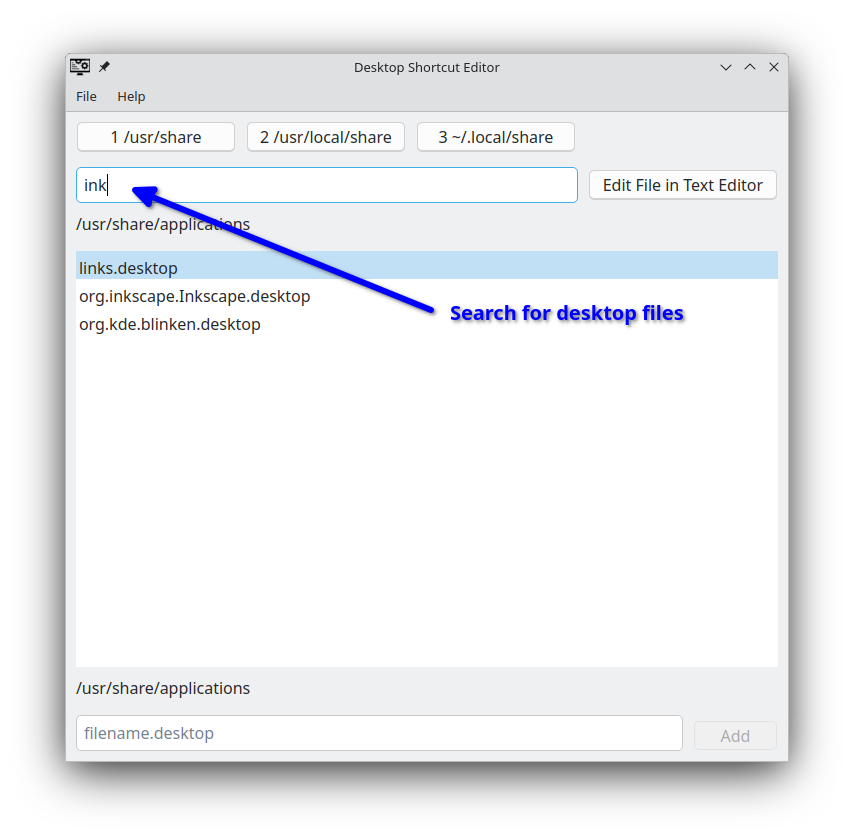 Desktop Shortcut Editor
File Help
1 /usr/share 2 /usr/local/share 3 ~/.local/share
ink Edit File in Text Editor
/usr/share/applications
links.desktop
org.inkscape.Inkscape.desktop
Search for desktop files
org.kde.blinken.desktop
/usr/share/applications
filename.desktop Add